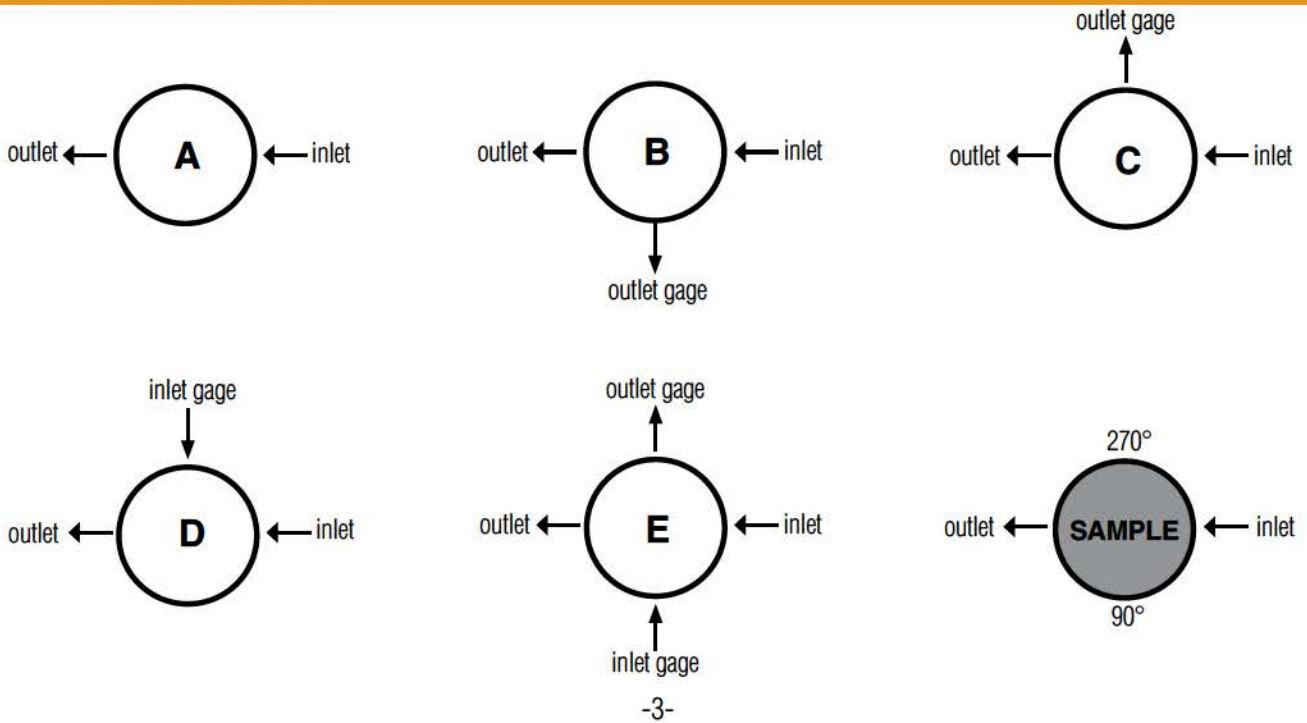 outlet
A
inlet
outlet
B
inlet
outlet gage
outlet gage
outlet
C
inlet
inlet gage
outlet
D
inlet
outlet gage
outlet
E
inlet
inlet gage
270°
outlet
SAMPLE
inlet
90°
-3-